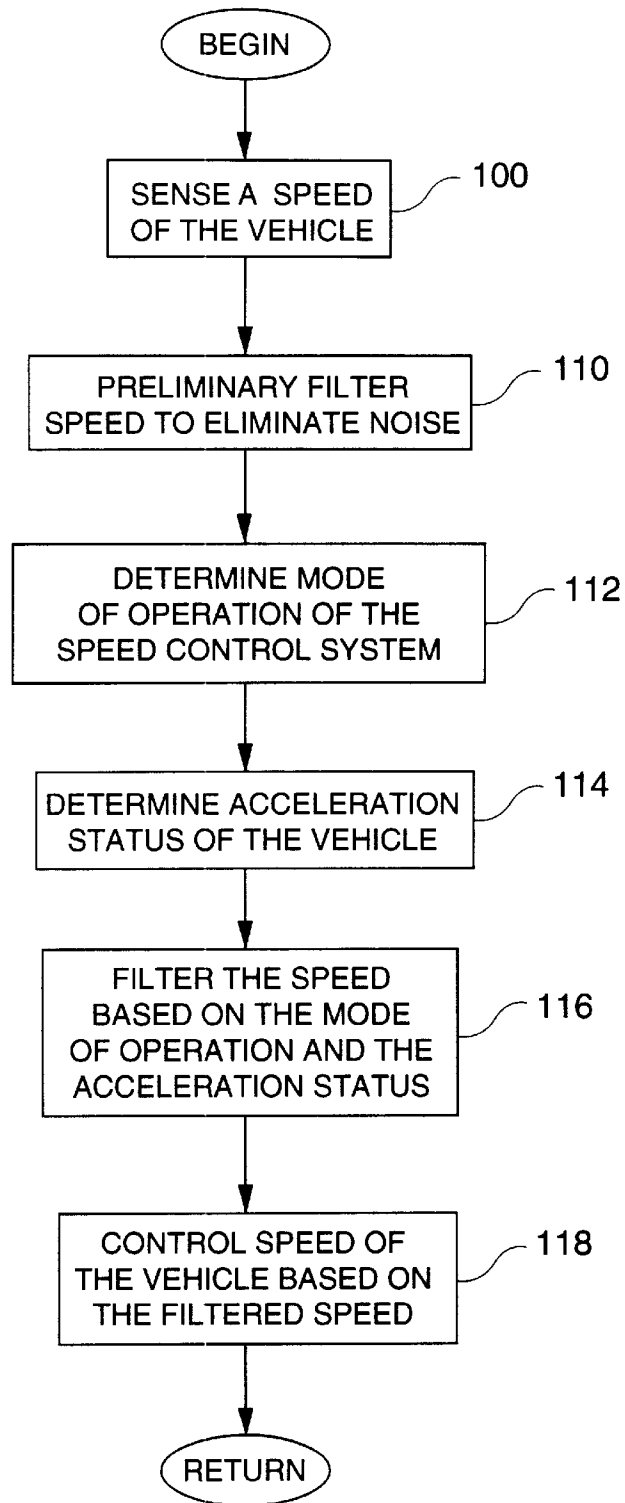 BEGIN
SENSE A SPEED
OF THE VEHICLE
100
PRELIMINARY FILTER
SPEED TO ELIMINATE NOISE
110
DETERMINE MODE
OF OPERATION OF THE
SPEED CONTROL SYSTEM
112
DETERMINE ACCELERATION
STATUS OF THE VEHICLE
114
FILTER THE SPEED
BASED ON THE MODE
OF OPERATION AND THE
ACCELERATION STATUS
116
CONTROL SPEED OF
THE VEHICLE BASED ON
THE FILTERED SPEED
118
RETURN